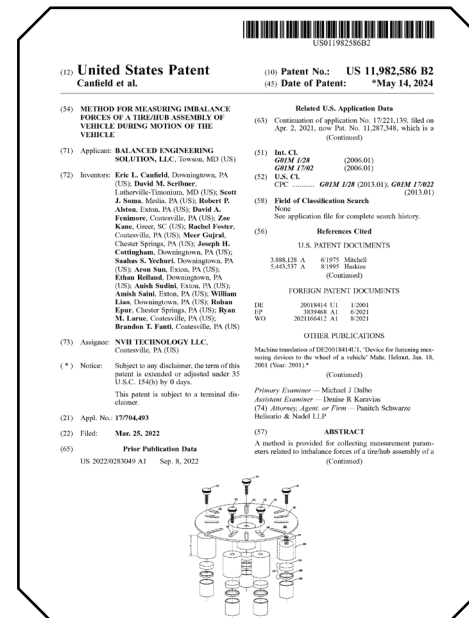 US011982586B2
(12) United States Patent
Canfield et al.
(10) Patent No.: US 11,982,586 B2
(45) Date of Patent: *May 14, 2024
(54) METHOD FOR MEASURING IMBALANCE
FORCES OF A TIRE/HUB ASSEMBLY OF
VEHICLE DURING MOTION OF THE
VEHICLE
(71) Applicant: BALANCED ENGINEERING
SOLUTION, LLC, Towson, MD (US)
(72) Inventors: Eric L. Canfield, Downingtown, PA
(US); David M. Scribner,
Lutherville-Timonium, MD (US); Scott
J. Soma, Media, PA (US); Robert P.
Alston, Exton, PA (US); David A.
Fenimore, Coatesville, PA (US); Zoe
Kane, Greer, SC (US); Rachel Foster,
Coatesville, PA (US); Meer Gujral,
Chester Springs, PA (US); Joseph H.
Cottingham, Downingtown, PA (US);
Suahas S. Yechuri, Downingtown, PA
(US); Aron Sun, Exton, PA (US);
Ethan Reiland, Downingtown, PA
(US); Anish Sudini, Exton, PA (US);
Amish Saini, Exton, PA (US); William
Liao, Downingtown, PA (US); Rohan
Epur, Chester Springs, PA (US); Ryan
M. Larue, Coatesville, PA (US);
Brandon T. Fanti, Coatesville, PA (US)
(73) Assignee: NVH TECHNOLOGY LLC,
Coatesville, PA (US)
(*) Notice: Subject to any disclaimer, the term of this
patent is extended or adjusted under 35
U.S.C. 154(b) by 0 days.
This patent is subject to a terminal dis-
claimer.
(21) Appl. No.: 17/704,493
(22) Filed: Mar. 25, 2022
(65) Prior Publication Data
US 2022/0283049 A1 Sep. 8, 2022
Related U.S. Application Data
(63) Continuation of application No. 17/221,139, filed on
Apr. 2, 2021, now Pat. No. 11,287,348, which is a
(Continued)
(51) Int. Cl.
G01M 1/28 (2006.01)
G01M 17/02 (2006.01)
(52) U.S. Cl.
CPC ........... G01M 1/28 (2013.01); G01M 17/022
(2013.01)
(58) Field of Classification Search
None
See application file for complete search history.
(56) References Cited
U.S. PATENT DOCUMENTS
3,888,128 A 6/1975 Mitchell
5,443,537 A 8/1995 Haskins
(Continued)
FOREIGN PATENT DOCUMENTS
DE 20018414 U1 1/2001
EP 3839468 A1 6/2021
WO 2021166412 A1 8/2021
OTHER PUBLICATIONS
Machine translation of DE20018414U1, 'Device for fastening mea-
suring devices to the wheel of a vehicle' Mahr, Helmut, Jan. 18,
2001 (Year: 2001).*
(Continued)
Primary Examiner — Michael J Dalbo
Assistant Examiner — Denise R Karavias
(74) Attorney, Agent, or Firm — Panitch Schwarze
Belisario & Nadel LLP
(57) ABSTRACT
A method is provided for collecting measurement param-
eters related to imbalance forces of a tire/hub assembly of a
(Continued)